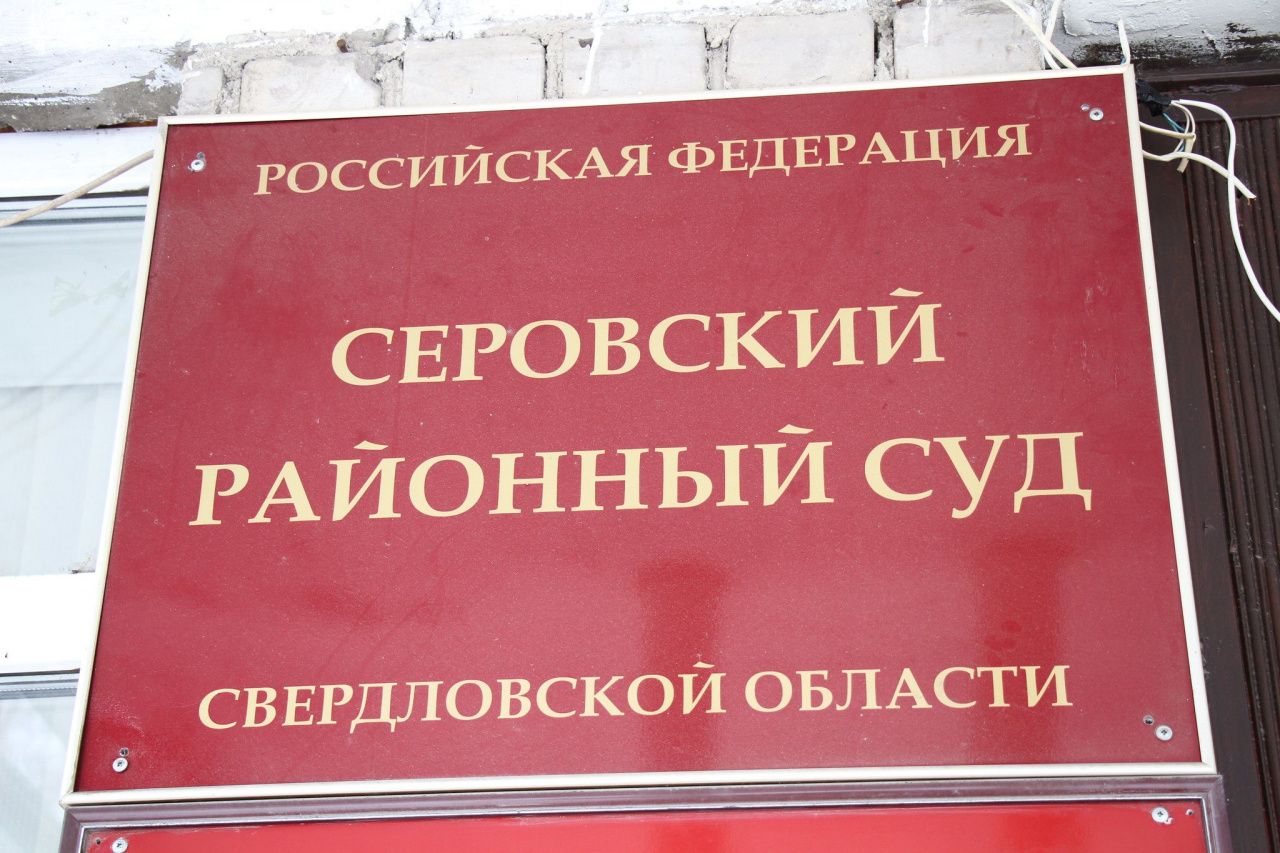 РОССИЙСКАЯ ФЕДЕРАЦИЯ
СЕРОВСКИЙ
РАЙОННЫЙ СУД
СВЕРДЛОВСКОЙ ОБЛАСТИ